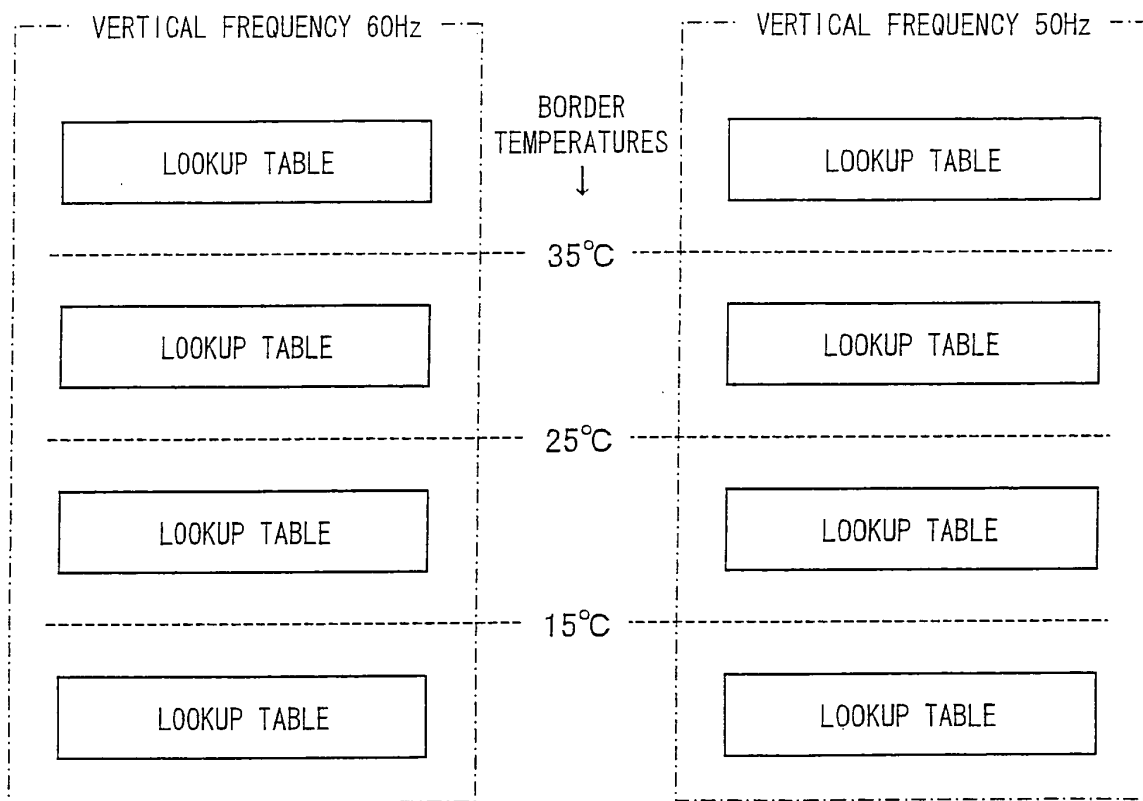 VERTICAL FREQUENCY 60Hz
VERTICAL FREQUENCY 50Hz
BORDER
TEMPERATURES
↓
LOOKUP TABLE
LOOKUP TABLE
35℃
LOOKUP TABLE
LOOKUP TABLE
25℃
LOOKUP TABLE
LOOKUP TABLE
15℃
LOOKUP TABLE
LOOKUP TABLE